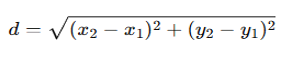 d = √(x₂ − x₁)² + (y₂ − y₁)²